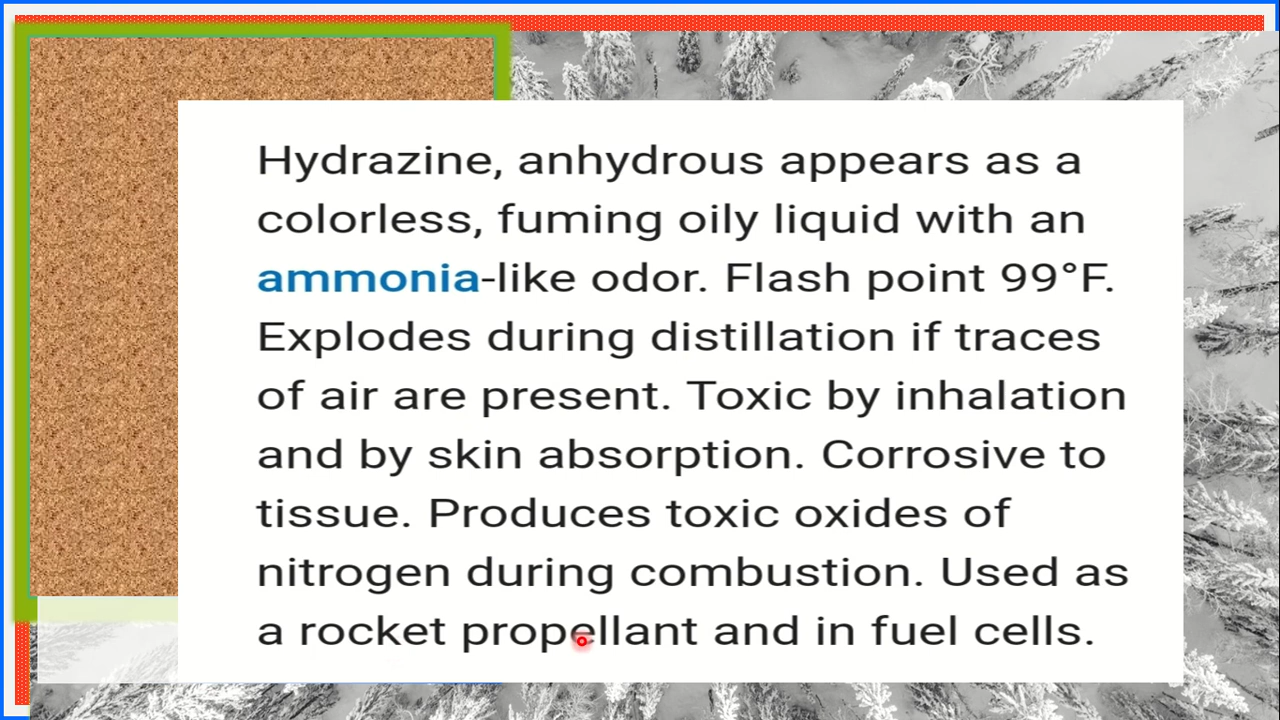 Hydrazine, anhydrous appears as a
colorless, fuming oily liquid with an
ammonia-like odor. Flash point 99°F.
Explodes during distillation if traces
of air are present. Toxic by inhalation
and by skin absorption. Corrosive to
tissue. Produces toxic oxides of
nitrogen during combustion. Used as
a rocket propellant and in fuel cells.